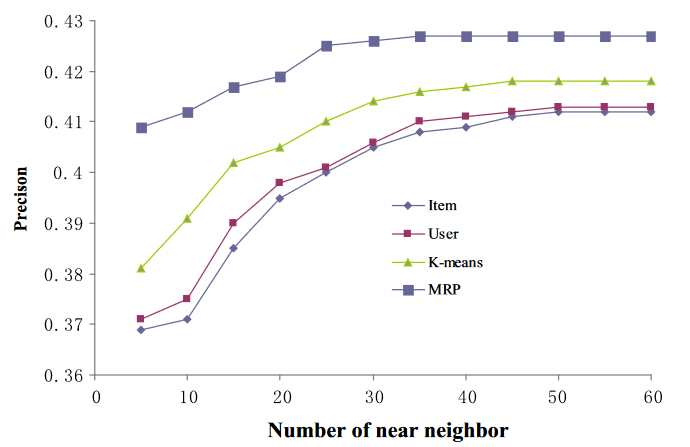 0.43
0.42
0.41
0.4
0.39
0.38
0.37
0.36
Precison
0 10 20 30 40 50 60
Number of near neighbor
Item
User
K-means
MRP